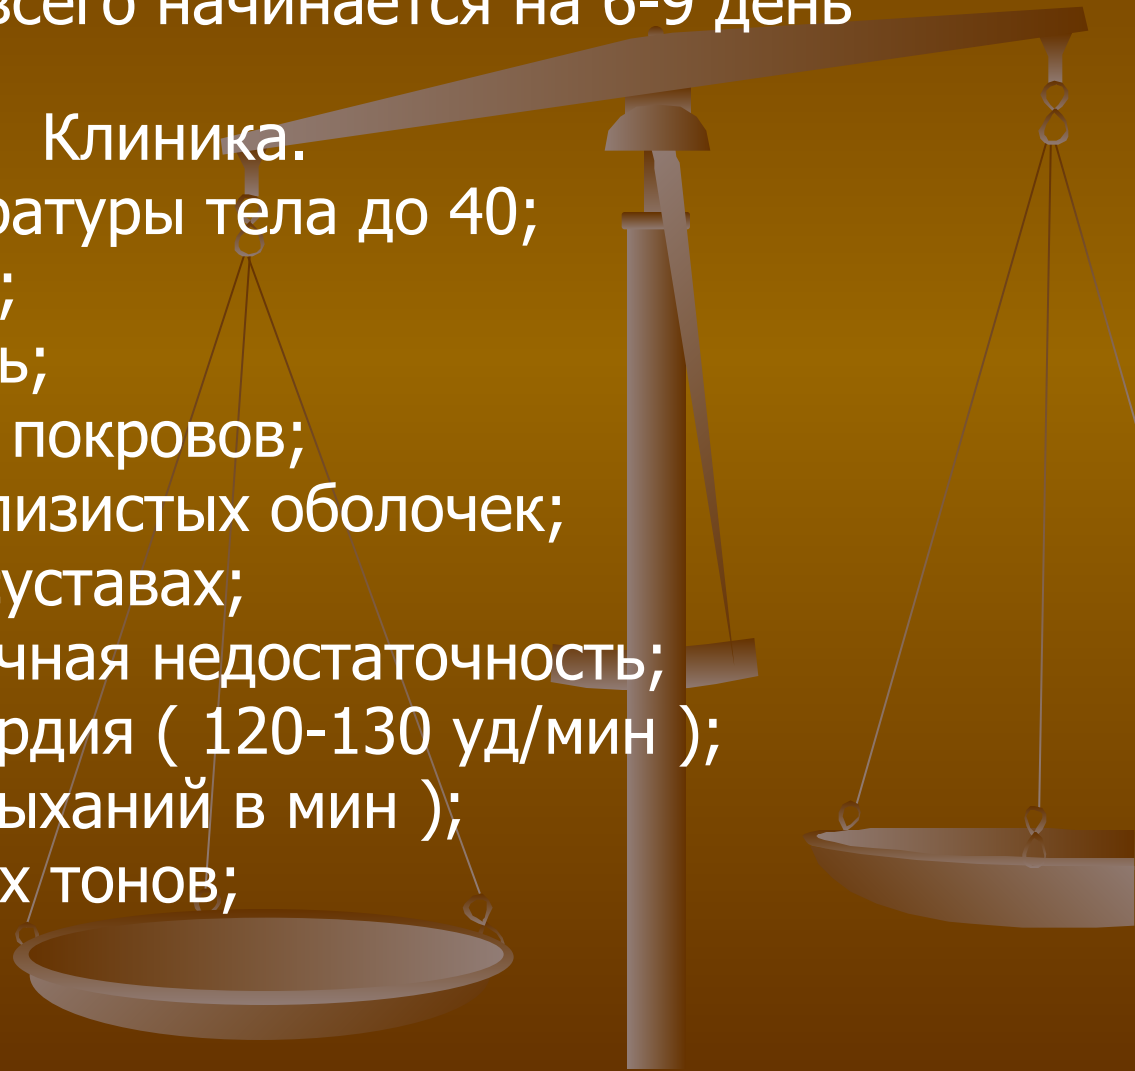 всего начинается на 6-9 день
Клиника.
ратуры тела до 40;
;
ь;
покровов;
лизистых оболочек;
уставах;
чная недостаточность;
рдия ( 120-130 уд/мин );
ыханий в мин );
х тонов;